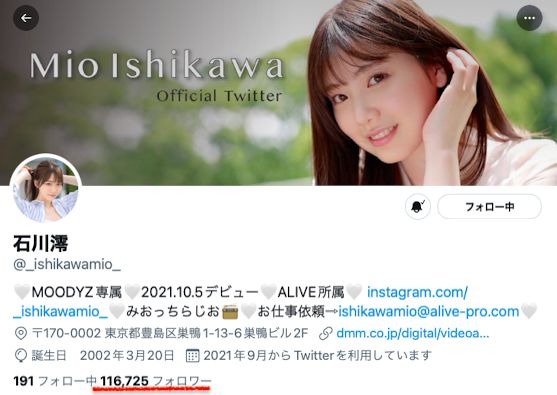 Mio Ishikawa
Official Twitter
フォロー中
石川澪
@_ishikawamio_
🤍MOODYZ専属🤍2021.10.5デビュー🤍ALIVE所属🤍 instagram.com/
_ishikawamio_🤍みおっちらじお📻🤍お仕事依頼⇝ishikawamio@alive-pro.com🤍
〒170-0002 東京都豊島区巣鴨1-13-6巣鴨ビル2F dmm.co.jp/digital/videoa...
誕生日 2002年3月20日 2021年9月からTwitterを利用しています
191 フォロー中 116,725 フォロワー